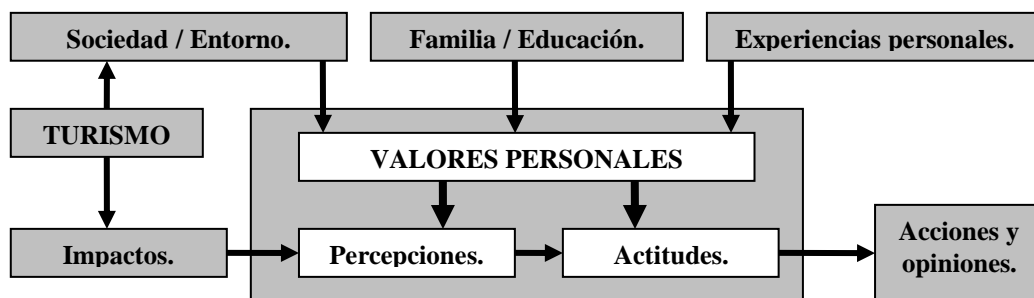 Sociedad / Entorno.
Familia / Educación.
Experiencias personales.
TURISMO
VALORES PERSONALES
Impactos.
Percepciones.
Actitudes.
Acciones y
opiniones.